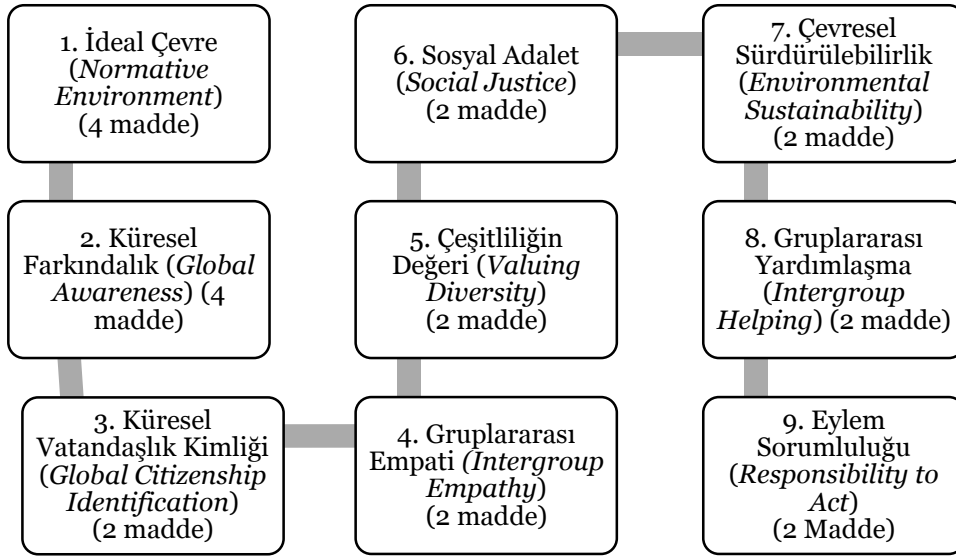 1. İdeal Çevre
(Normative
Environment)
(4 madde)
2. Küresel
Farkındalık (Global
Awareness) (4
madde)
3. Küresel
Vatandaşlık Kimliği
(Global Citizenship
Identification)
(2 madde)
4. Gruplararası
Empati (Intergroup
Empathy)
(2 madde)
5. Çeşitliliğin
Değeri (Valuing
Diversity)
(2 madde)
6. Sosyal Adalet
(Social Justice)
(2 madde)
7. Çevresel
Sürdürülebilirlik
(Environmental
Sustainability)
(2 madde)
8. Gruplararası
Yardımlaşma
(Intergroup
Helping) (2 madde)
9. Eylem
Sorumluluğu
(Responsibility to
Act)
(2 Madde)